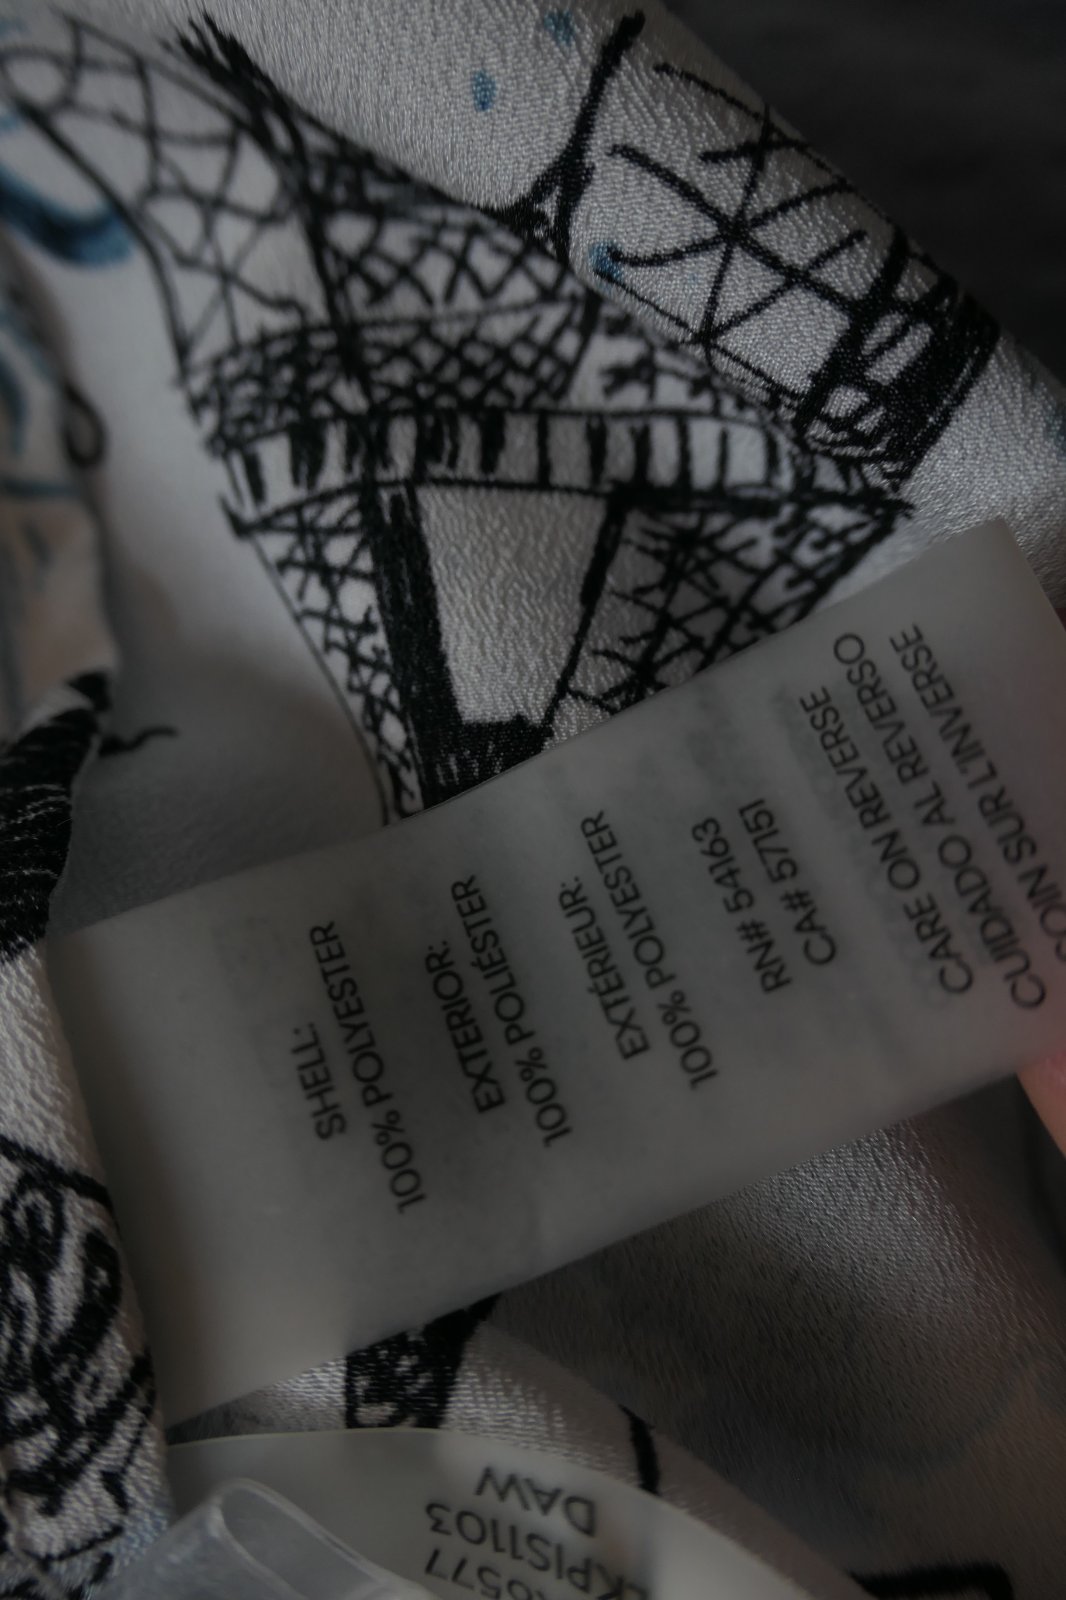 SHELL:
100% POLYESTER
EXTERIOR:
100% POLIÉSTER
EXTÉRIEUR:
100% POLYESTER
RN# 54163
CA# 57151
CARE ON REVERSE
CUIDADO AL REVERSO
SUR L'INVERSE
DAW